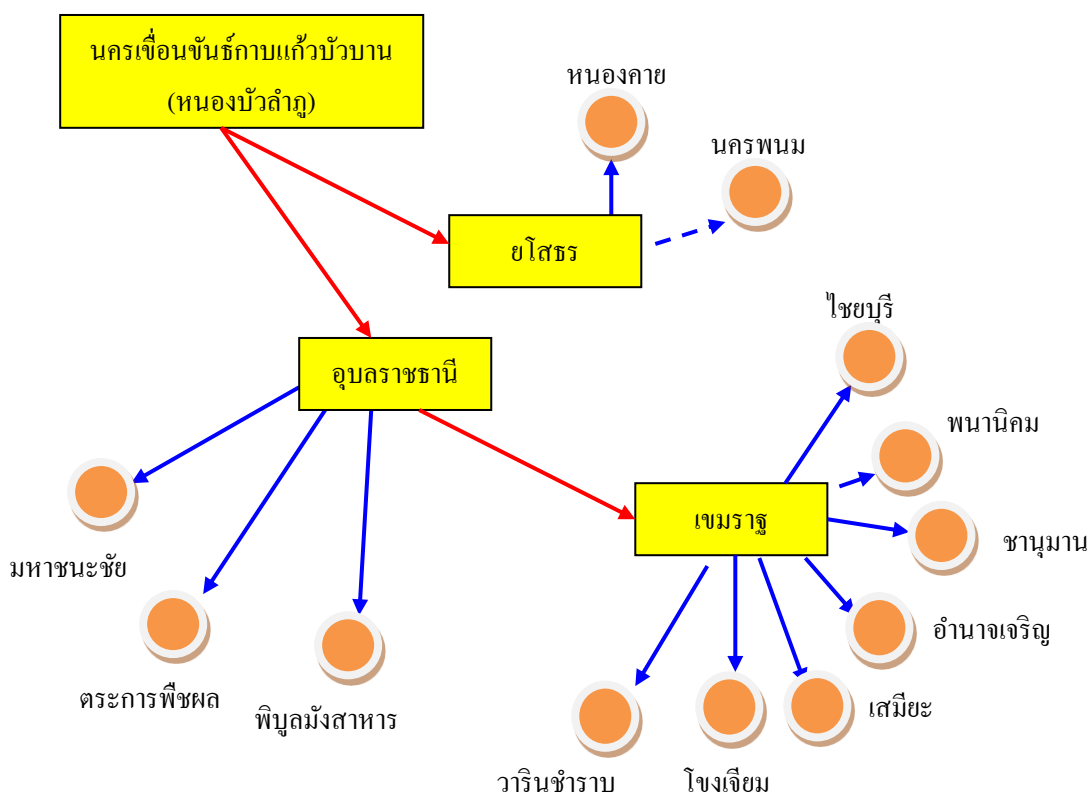 นครเขื่อนขันธ์กาบแก้วบัวบาน
(หนองบัวลำภู)
หนองคาย
นครพนม
ยโสธร
ไชยบุรี
อุบลราชธานี
พนานิคม
เขมราฐ
ชานุมาน
มหาชนะชัย
อำนาจเจริญ
ตระการพืชผล
พิบูลมังสาหาร
เสมียะ
วารินชำราบ
โขงเจียม